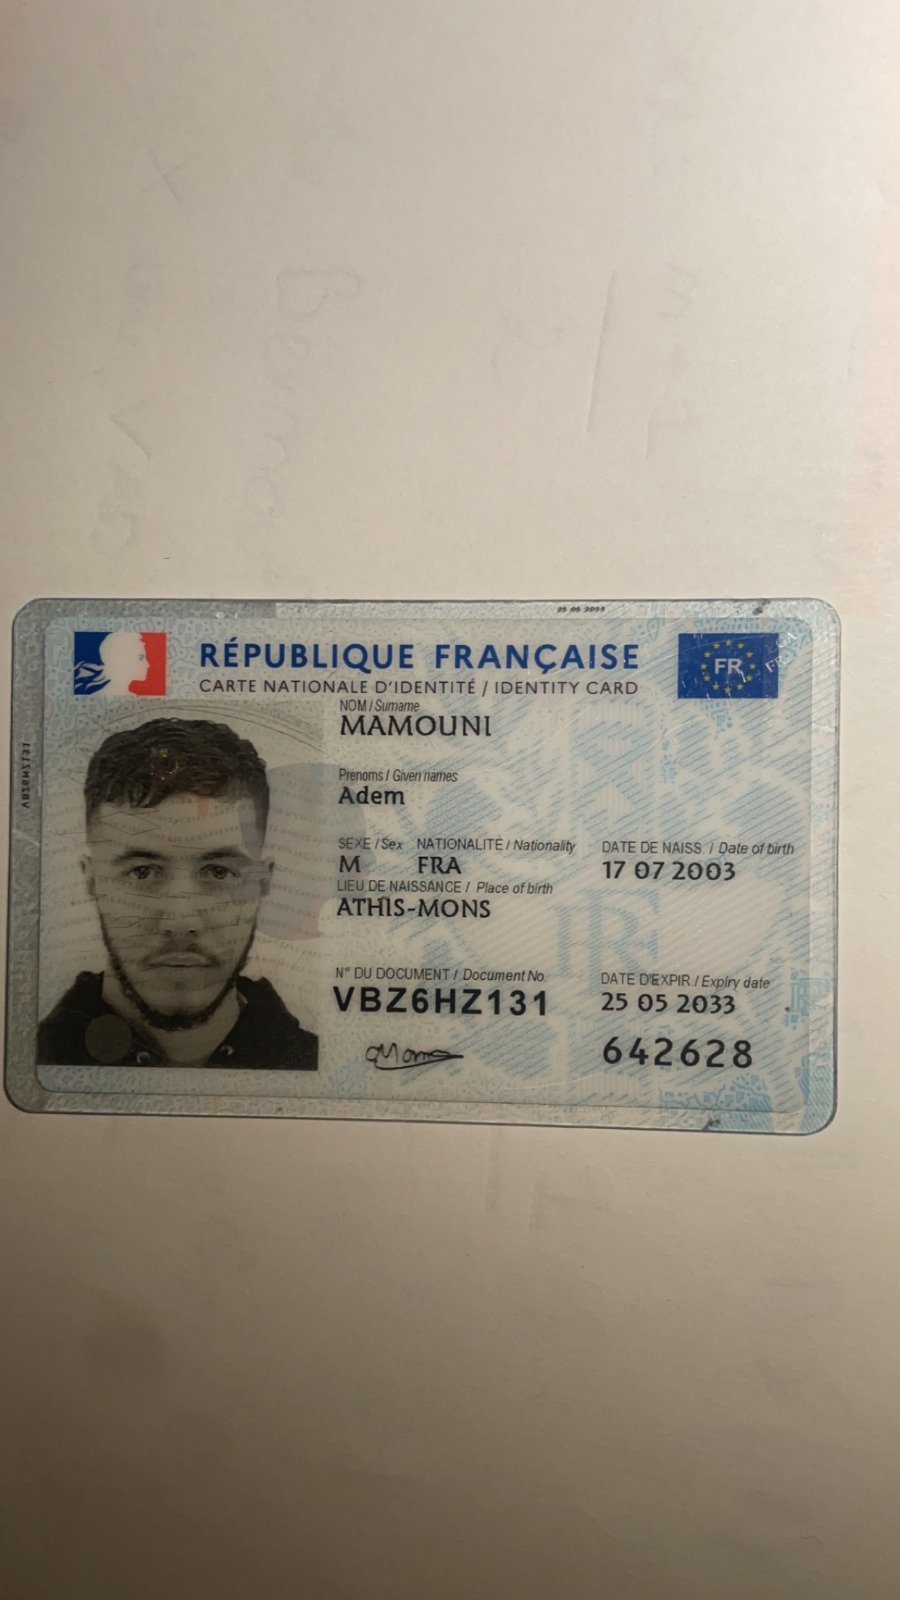 25 05 2033
RÉPUBLIQUE FRANÇAISE
FR
CARTE NATIONALE D'IDENTITÉ / IDENTITY CARD
NOM / Surname
MAMOUNI
Prénoms / Given names
Adem
SEXE / Sex NATIONALITÉ / Nationality DATE DE NAISS. / Date of birth
M FRA 17 07 2003
LIEU DE NAISSANCE / Place of birth
ATHIS-MONS
RF
N° DU DOCUMENT / Document No. DATE D'EXPIR. / Expiry date
VBZ6HZ131 25 05 2033
642628